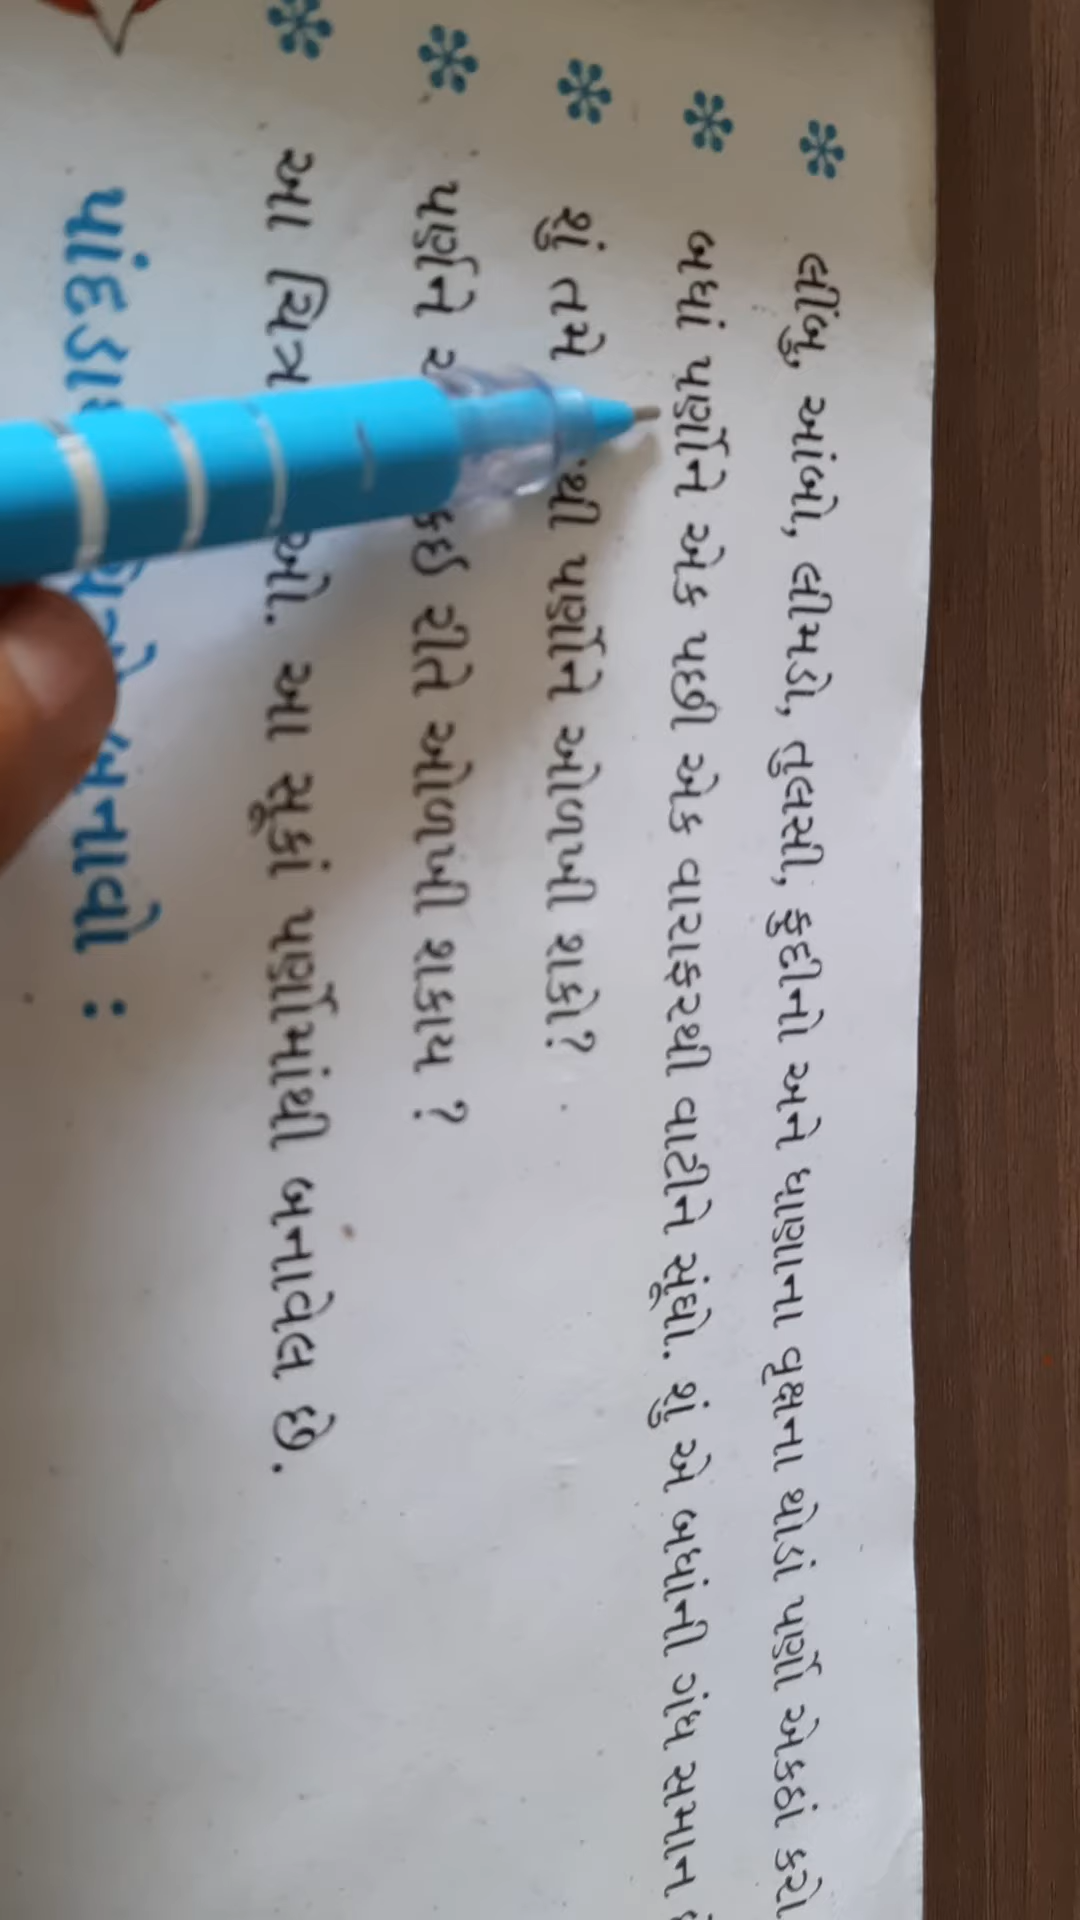 લીંબુ, આંબો, લીમડો, તુલસી, ફુદીનો અને ધાણાના વૃક્ષના થોડાં પર્ણો એકઠાં કરો
બધાં પર્ણોને એક પછી એક વારાફરથી વાટીને સૂંઘો. શું એ બધાંની ગંધ સમાન
શું તમે પર્ણોને ઓળખી શકો?
પર્ણને કઈ રીતે ઓળખી શકાય ?
આ ચિત્ર આ સૂકાં પર્ણોમાંથી બનાવેલ છે.
બનાવો :